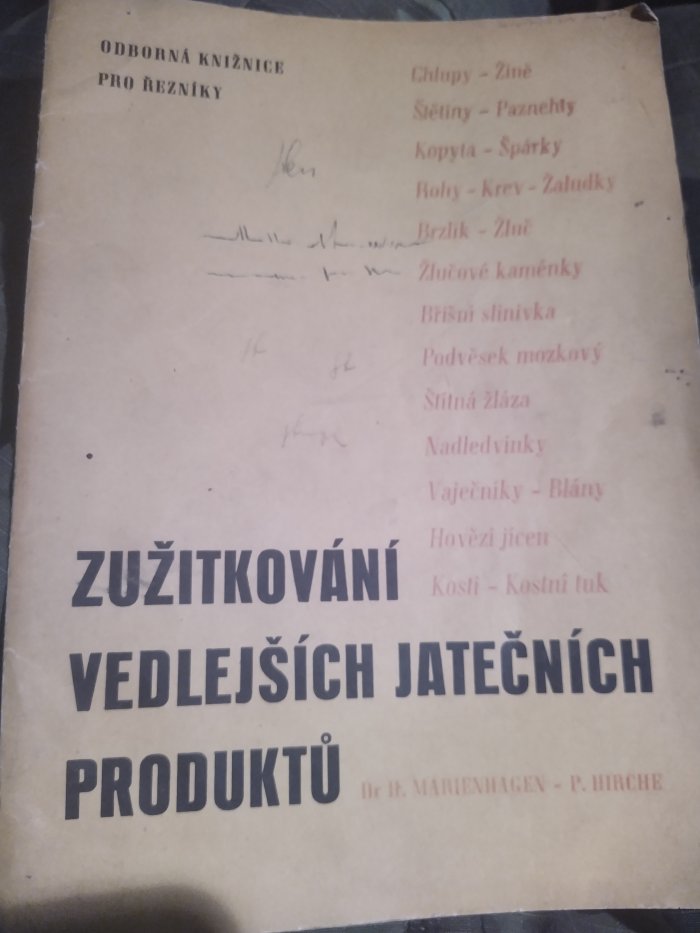 ODBORNÁ KNIŽNICE
PRO ŘEZNÍKY
Chlupy - Žíně
Štětiny - Paznehty
Kopyta - Špárky
Rohy - Krev - Žaludky
Brzlík - Žluč
Žlučové kaménky
Břišní slinivka
Podvěsek mozkový
Štítná žláza
Nadledvinky
Vaječníky - Blány
Hovězí jícen
Kosti - Kostní tuk
ZUŽITKOVÁNÍ
VEDLEJŠÍCH JATEČNÍCH
PRODUKTŮ
Dr H. MARIENHAGEN - P. HIRCHE